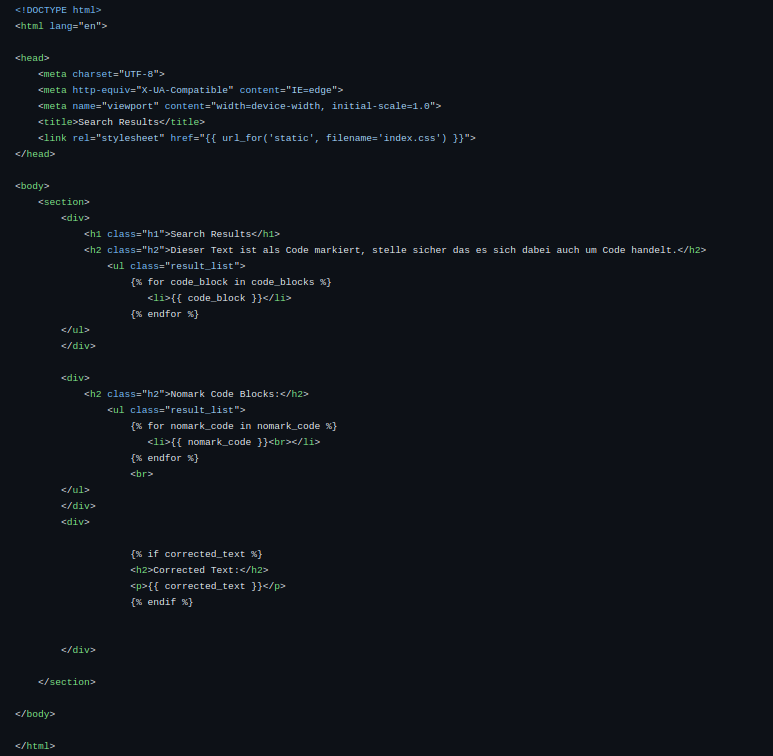 <!DOCTYPE html>
<html lang="en">
<head>
<meta charset="UTF-8">
<meta http-equiv="X-UA-Compatible" content="IE=edge">
<meta name="viewport" content="width=device-width, initial-scale=1.0">
<title>Search Results</title>
<link rel="stylesheet" href="{{ url_for('static', filename='index.css') }}">
</head>
<body>
<section>
<div>
<h1 class="h1">Search Results</h1>
<h2 class="h2">Dieser Text ist als Code markiert, stelle sicher das es sich dabei auch um Code handelt.</h2>
<ul class="result_list">
{% for code_block in code_blocks %}
<li>{{ code_block }}</li>
{% endfor %}
</ul>
</div>
<div>
<h2 class="h2">Nomark Code Blocks:</h2>
<ul class="result_list">
{% for nomark_code in nomark_code %}
<li>{{ nomark_code }}<br></li>
{% endfor %}
<br>
</ul>
</div>
<div>
{% if corrected_text %}
<h2>Corrected Text:</h2>
<p>{{ corrected_text }}</p>
{% endif %}
</div>
</section>
</body>
</html>